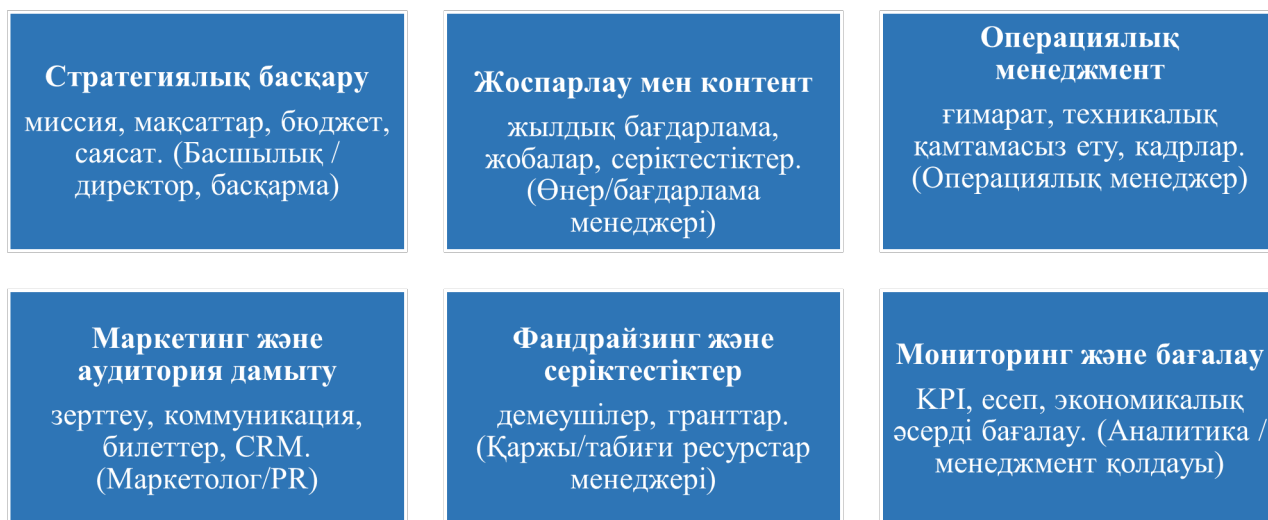 Стратегиялық басқару
миссия, мақсаттар, бюджет,
саясат. (Басшылық /
директор, басқарма)
Жоспарлау мен контент
жылдық бағдарлама,
жобалар, серіктестіктер.
(Өнер/бағдарлама
менеджері)
Операциялық
менеджмент
ғимарат, техникалық
қамтамасыз ету, кадрлар.
(Операциялық менеджер)
Маркетинг және
аудитория дамыту
зерттеу, коммуникация,
билеттер, CRM.
(Маркетолог/PR)
Фандрайзинг және
серіктестіктер
демеушілер, гранттар.
(Қаржы/табиғи ресурстар
менеджері)
Мониторинг және бағалау
KPI, есеп, экономикалық
әсерді бағалау. (Аналитика /
менеджмент қолдауы)